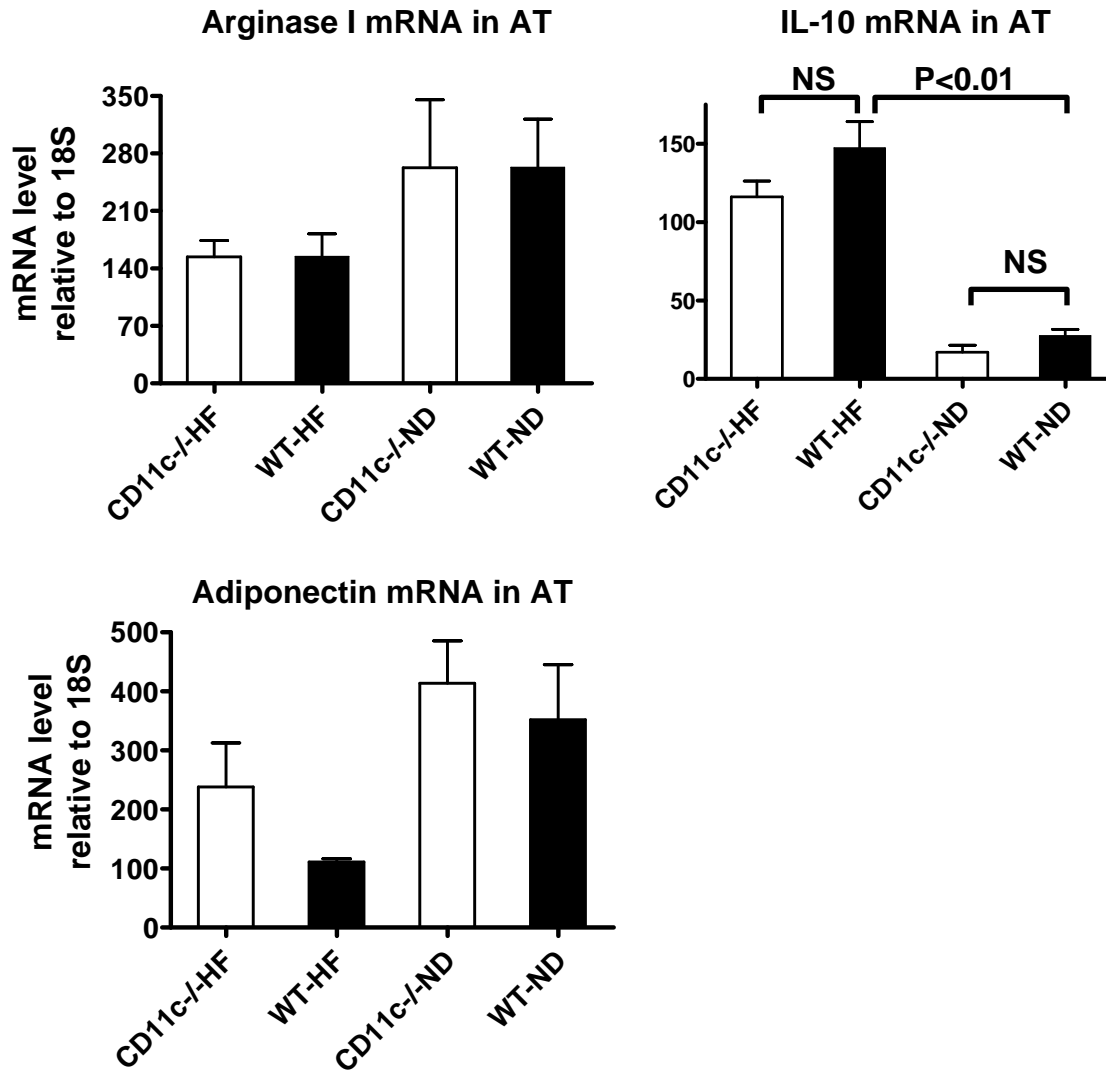 Arginase I mRNA in AT
mRNA level
relative to 18S
350
280
210
140
70
0
CD11c-/-HF
WT-HF
CD11c-/-ND
WT-ND
IL-10 mRNA in AT
NS
P<0.01
NS
150
100
50
0
CD11c-/-HF
WT-HF
CD11c-/-ND
WT-ND
Adiponectin mRNA in AT
mRNA level
relative to 18S
500
400
300
200
100
0
CD11c-/-HF
WT-HF
CD11c-/-ND
WT-ND